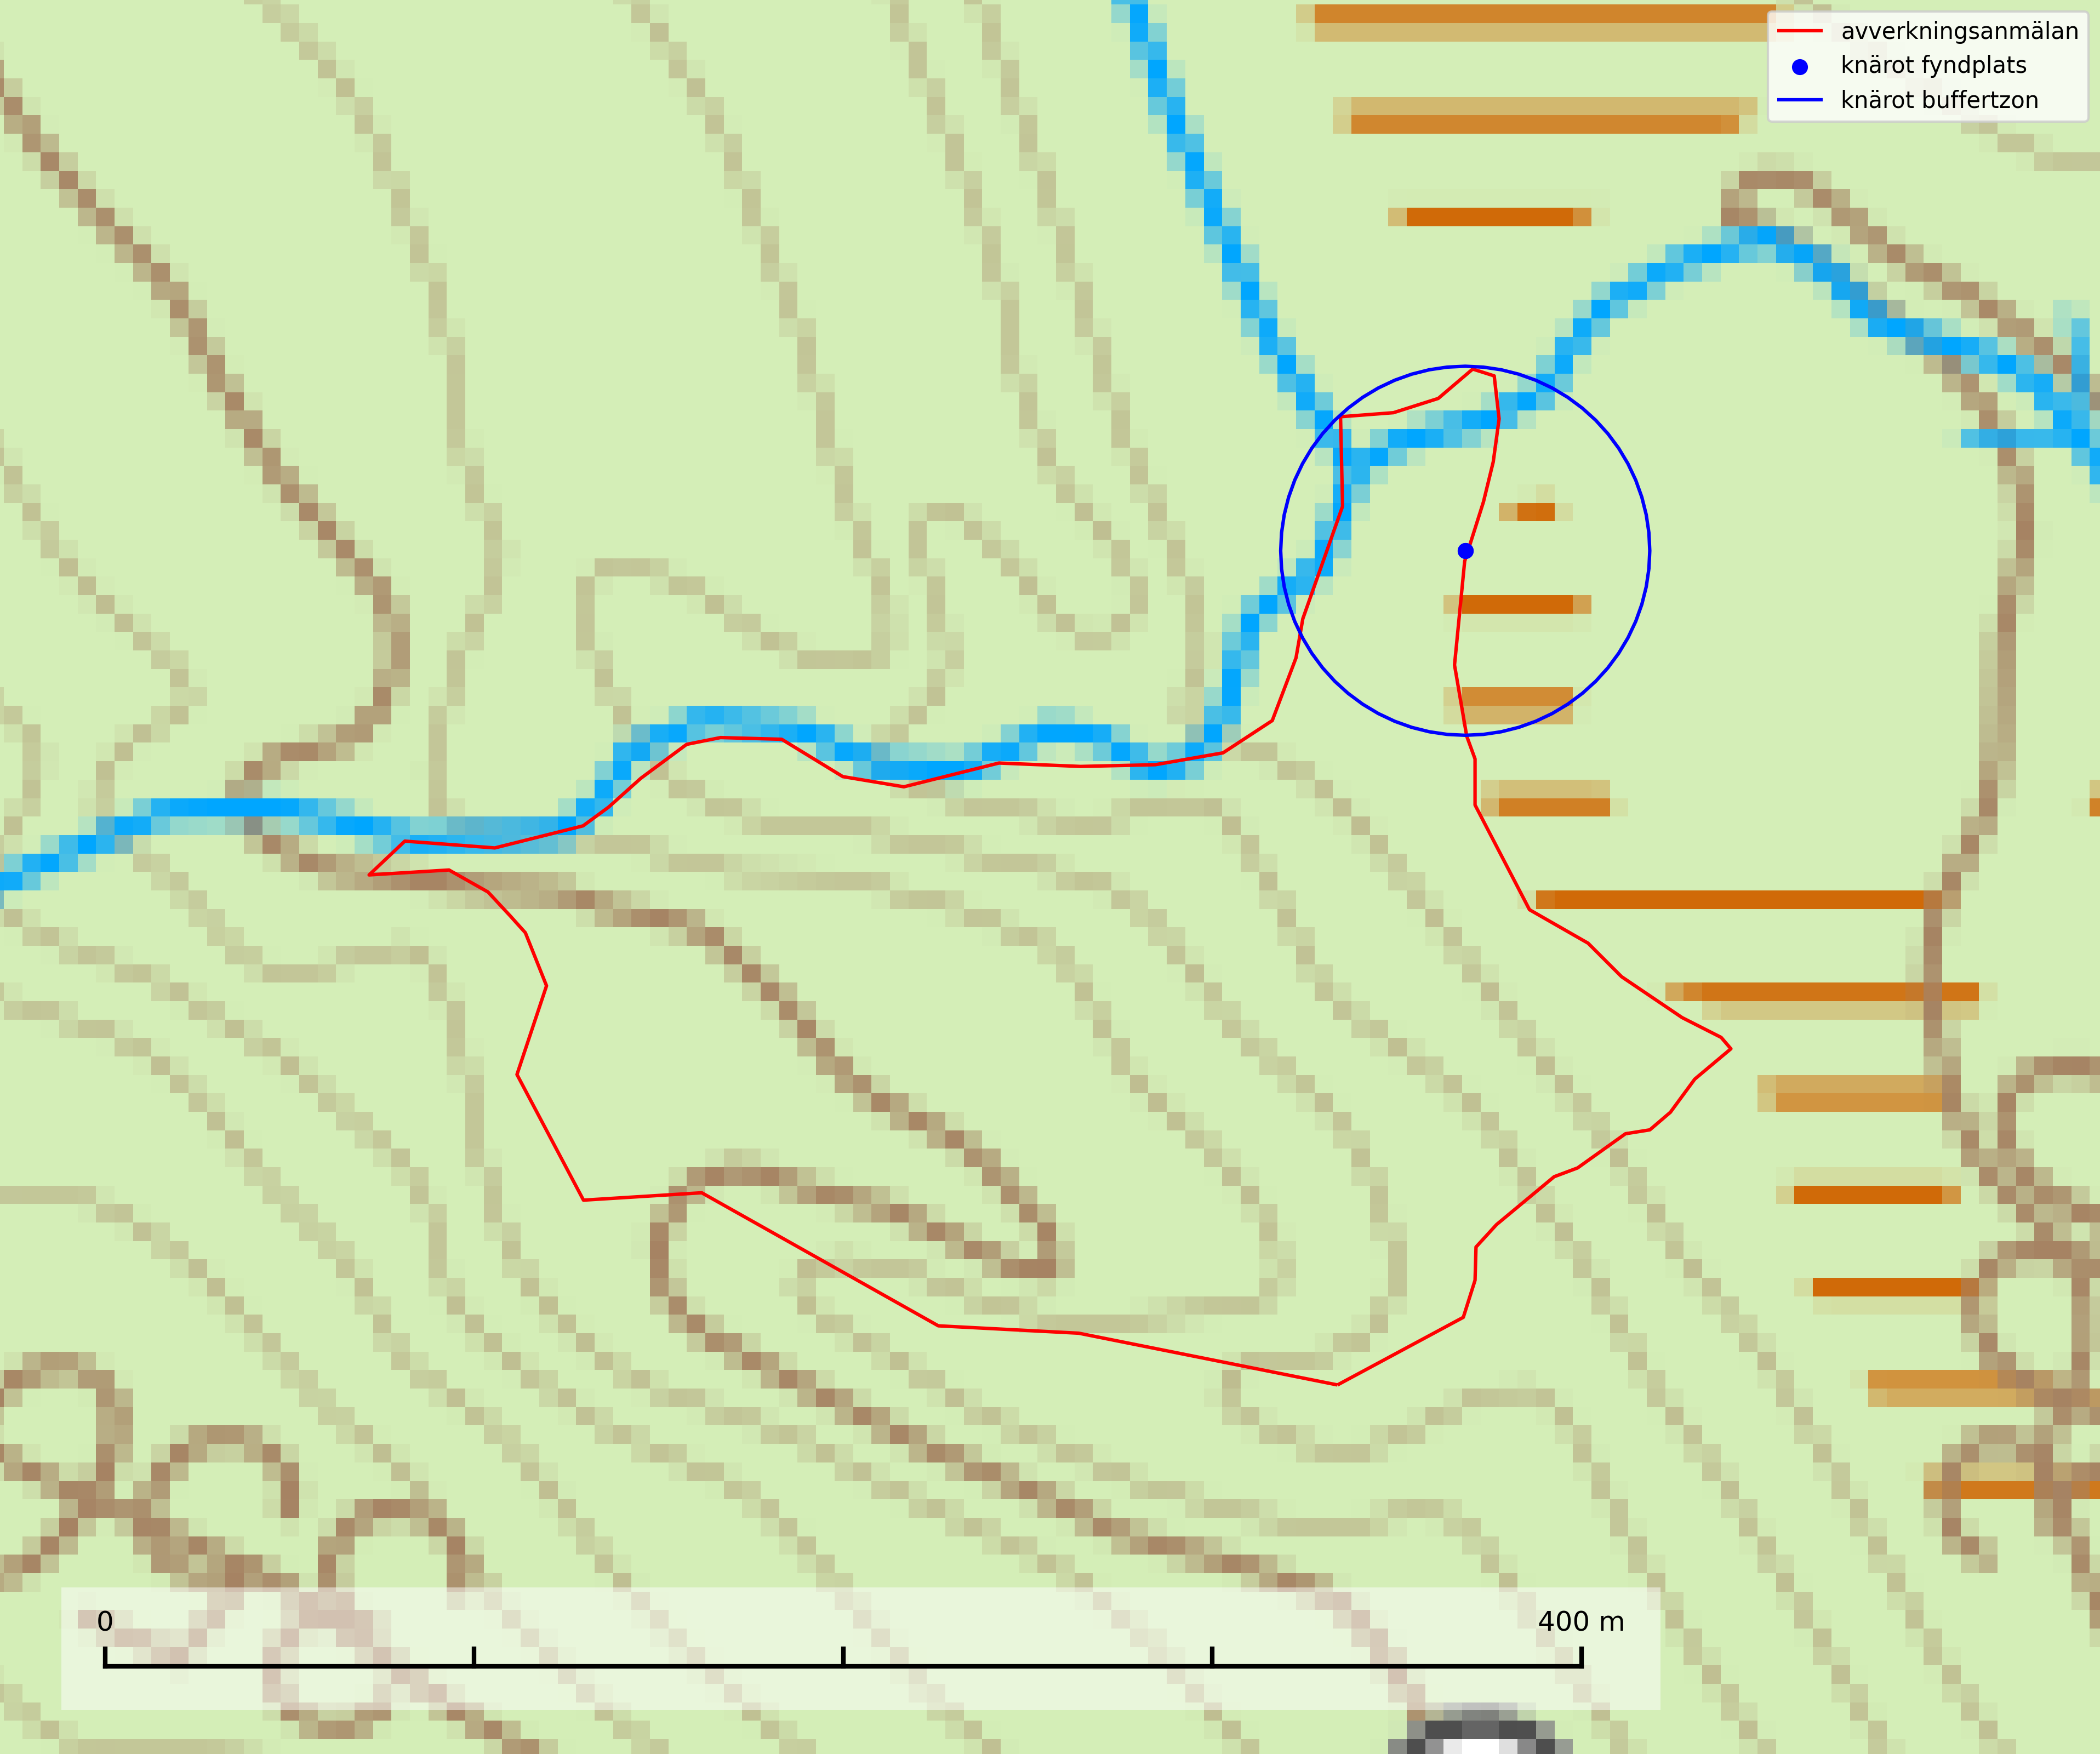 avverkningsanmälan
knärot fyndplats
knärot buffertzon
0 400 m